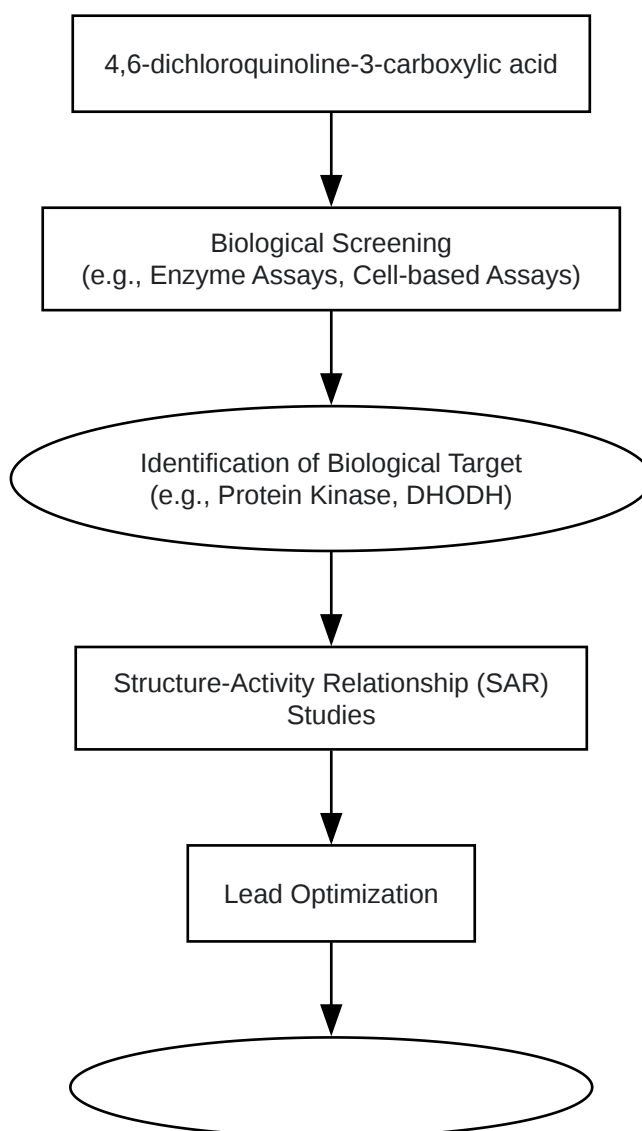 4,6-dichloroquinoline-3-carboxylic acid
Biological Screening
(e.g., Enzyme Assays, Cell-based Assays)
Identification of Biological Target
(e.g., Protein Kinase, DHODH)
Structure-Activity Relationship (SAR)
Studies
Lead Optimization